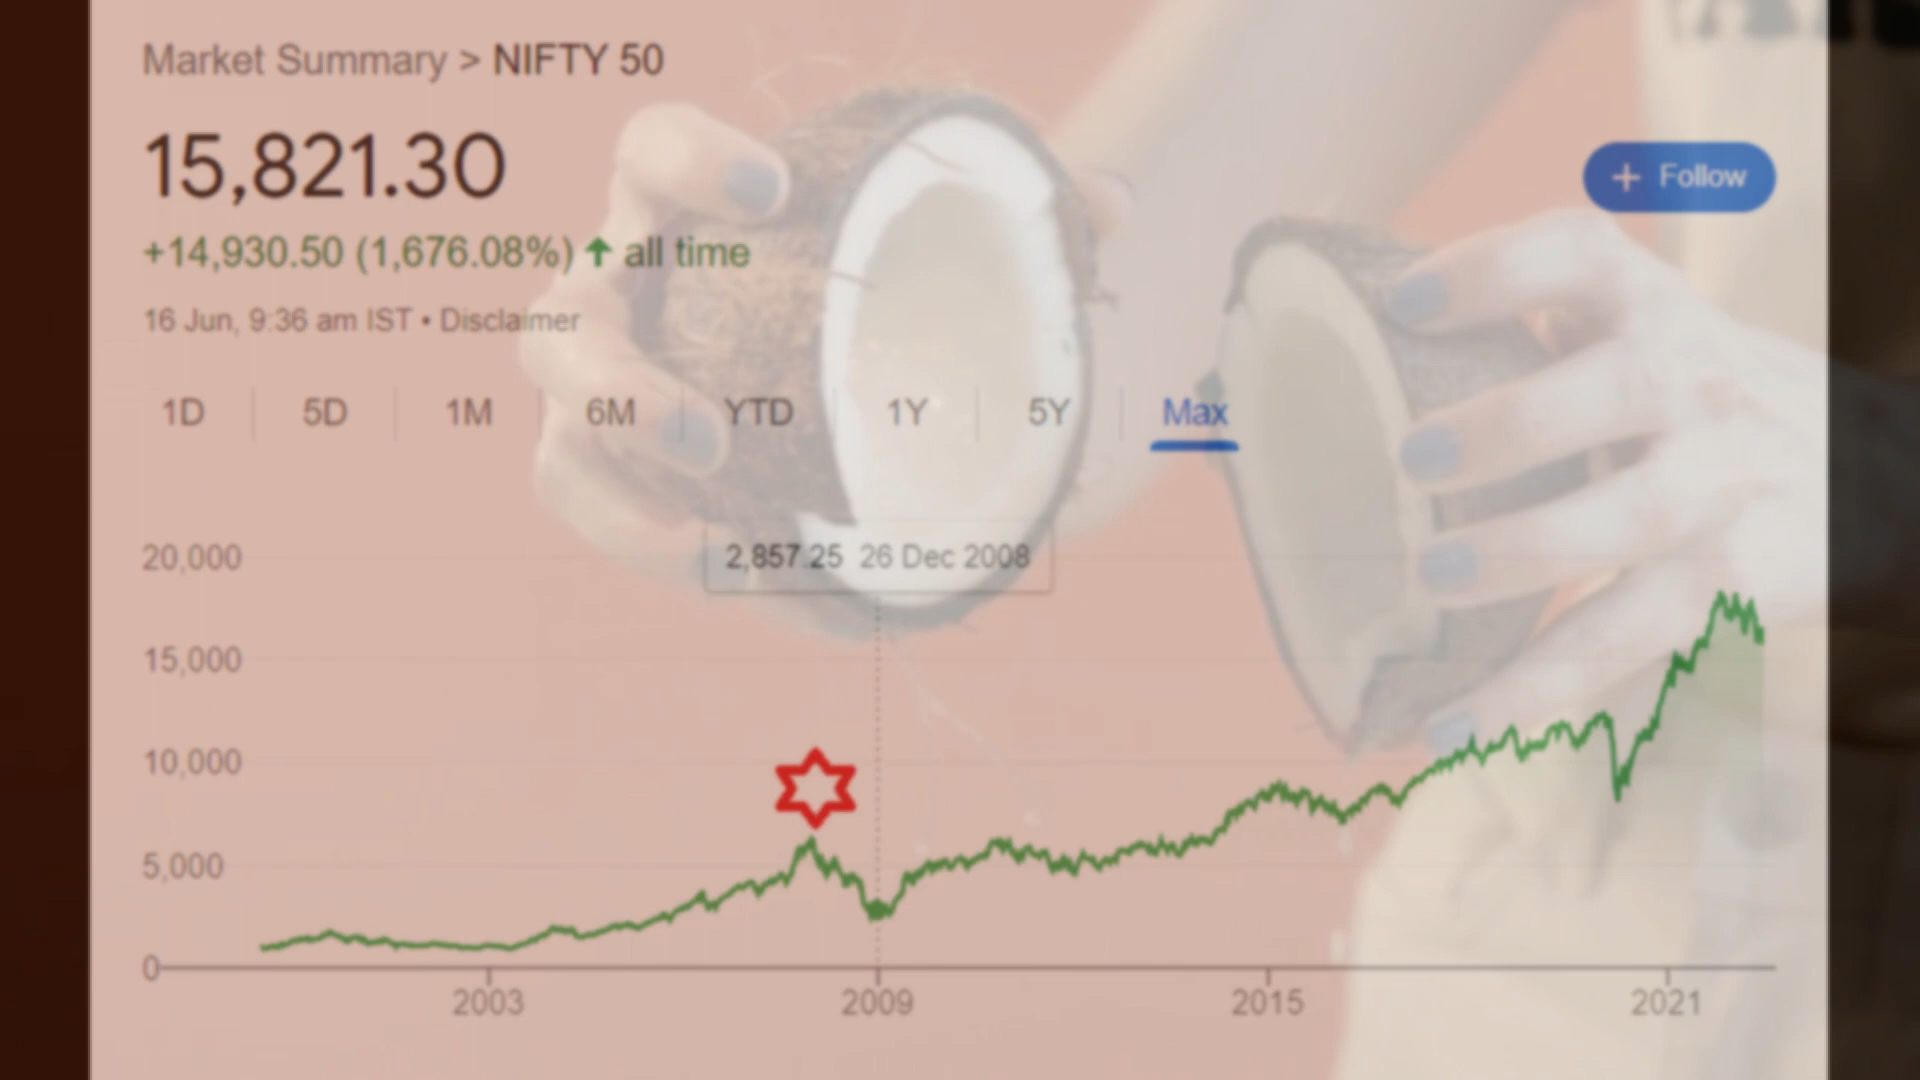 Market Summary > NIFTY 50
15,821.30
+ Follow
+14,930.50 (1,676.08%) ↑ all time
16 Jun, 9:36 am IST • Disclaimer
1D 5D 1M 6M YTD 1Y 5Y Max
2,857.25 26 Dec 2008
20,000
15,000
10,000
5,000
0
2003 2009 2015 2021